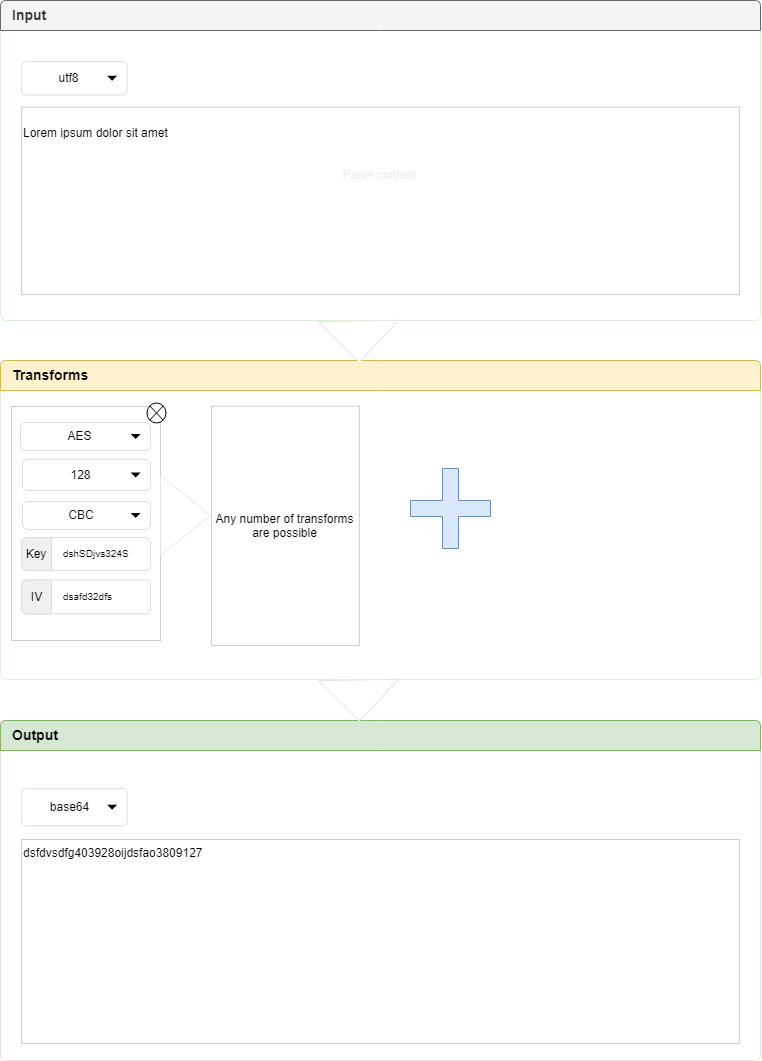 Input
utf8
Lorem ipsum dolor sit amet
Panel content
Transforms
AES
128
CBC
Key dshSDjvs324S
IV dsafd32dfs
Any number of transforms
are possible
Output
base64
dsfdvsdfg403928oijdsfao3809127